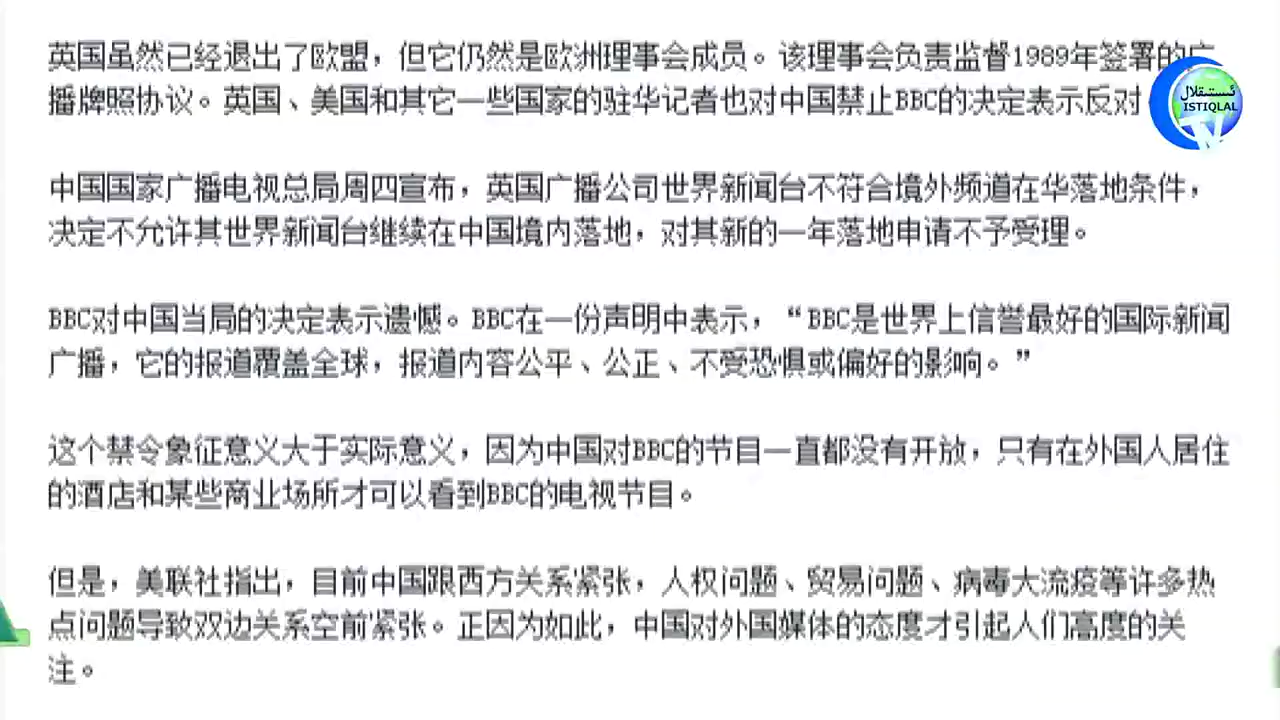 英国虽然已经退出了欧盟，但它仍然是欧洲理事会成员。该理事会负责监督1989年签署的广
播牌照协议。英国、美国和其它一些国家的驻华记者也对中国禁止BBC的决定表示反对
ئىستىقلال
ISTIQLAL
TV
中国国家广播电视总局周四宣布，英国广播公司世界新闻台不符合境外频道在华落地条件，
决定不允许其世界新闻台继续在中国境内落地，对其新的一年落地申请不予受理。
BBC对中国当局的决定表示遗憾。BBC在一份声明中表示，“BBC是世界上信誉最好的国际新闻
广播，它的报道覆盖全球，报道内容公平、公正、不受恐惧或偏好的影响。”
这个禁令象征意义大于实际意义，因为中国对BBC的节目一直都没有开放，只有在外国人居住
的酒店和某些商业场所才可以看到BBC的电视节目。
但是，美联社指出，目前中国跟西方关系紧张，人权问题、贸易问题、病毒大流疫等许多热
点问题导致双边关系空前紧张。正因为如此，中国对外国媒体的态度才引起人们高度的关
注。